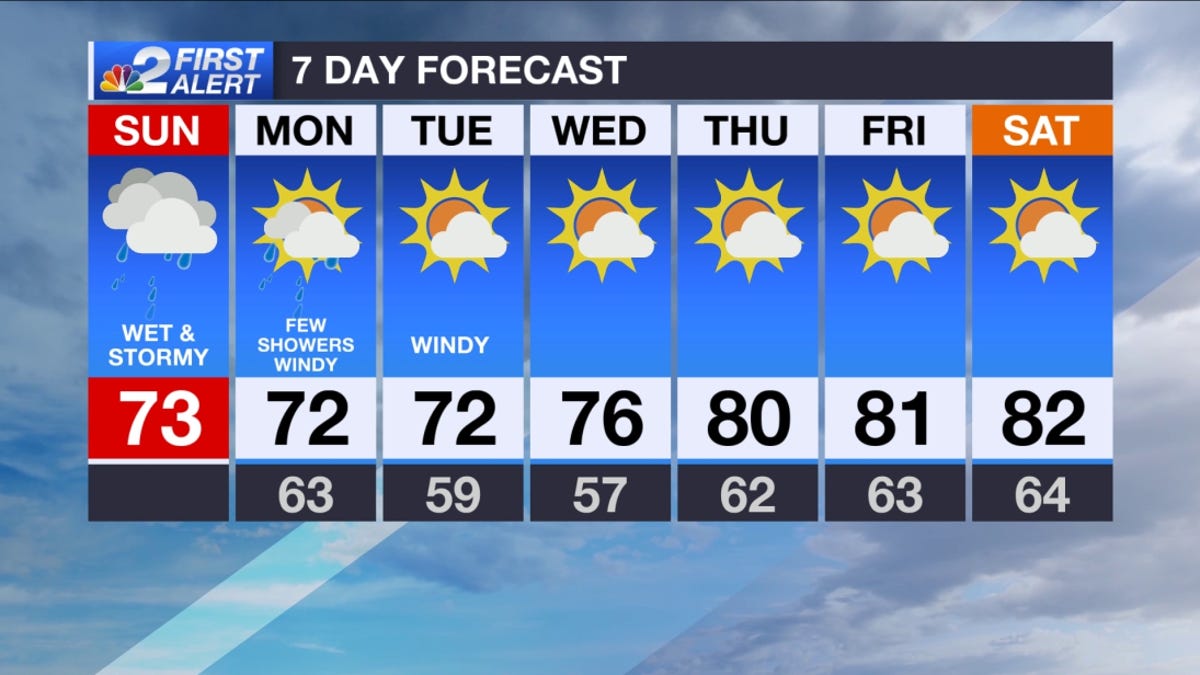 2 FIRST ALERT
7 DAY FORECAST
SUN MON TUE WED THU FRI SAT
WET &
STORMY
FEW
SHOWERS
WINDY
WINDY
73 72 72 76 80 81 82
63 59 57 62 63 64